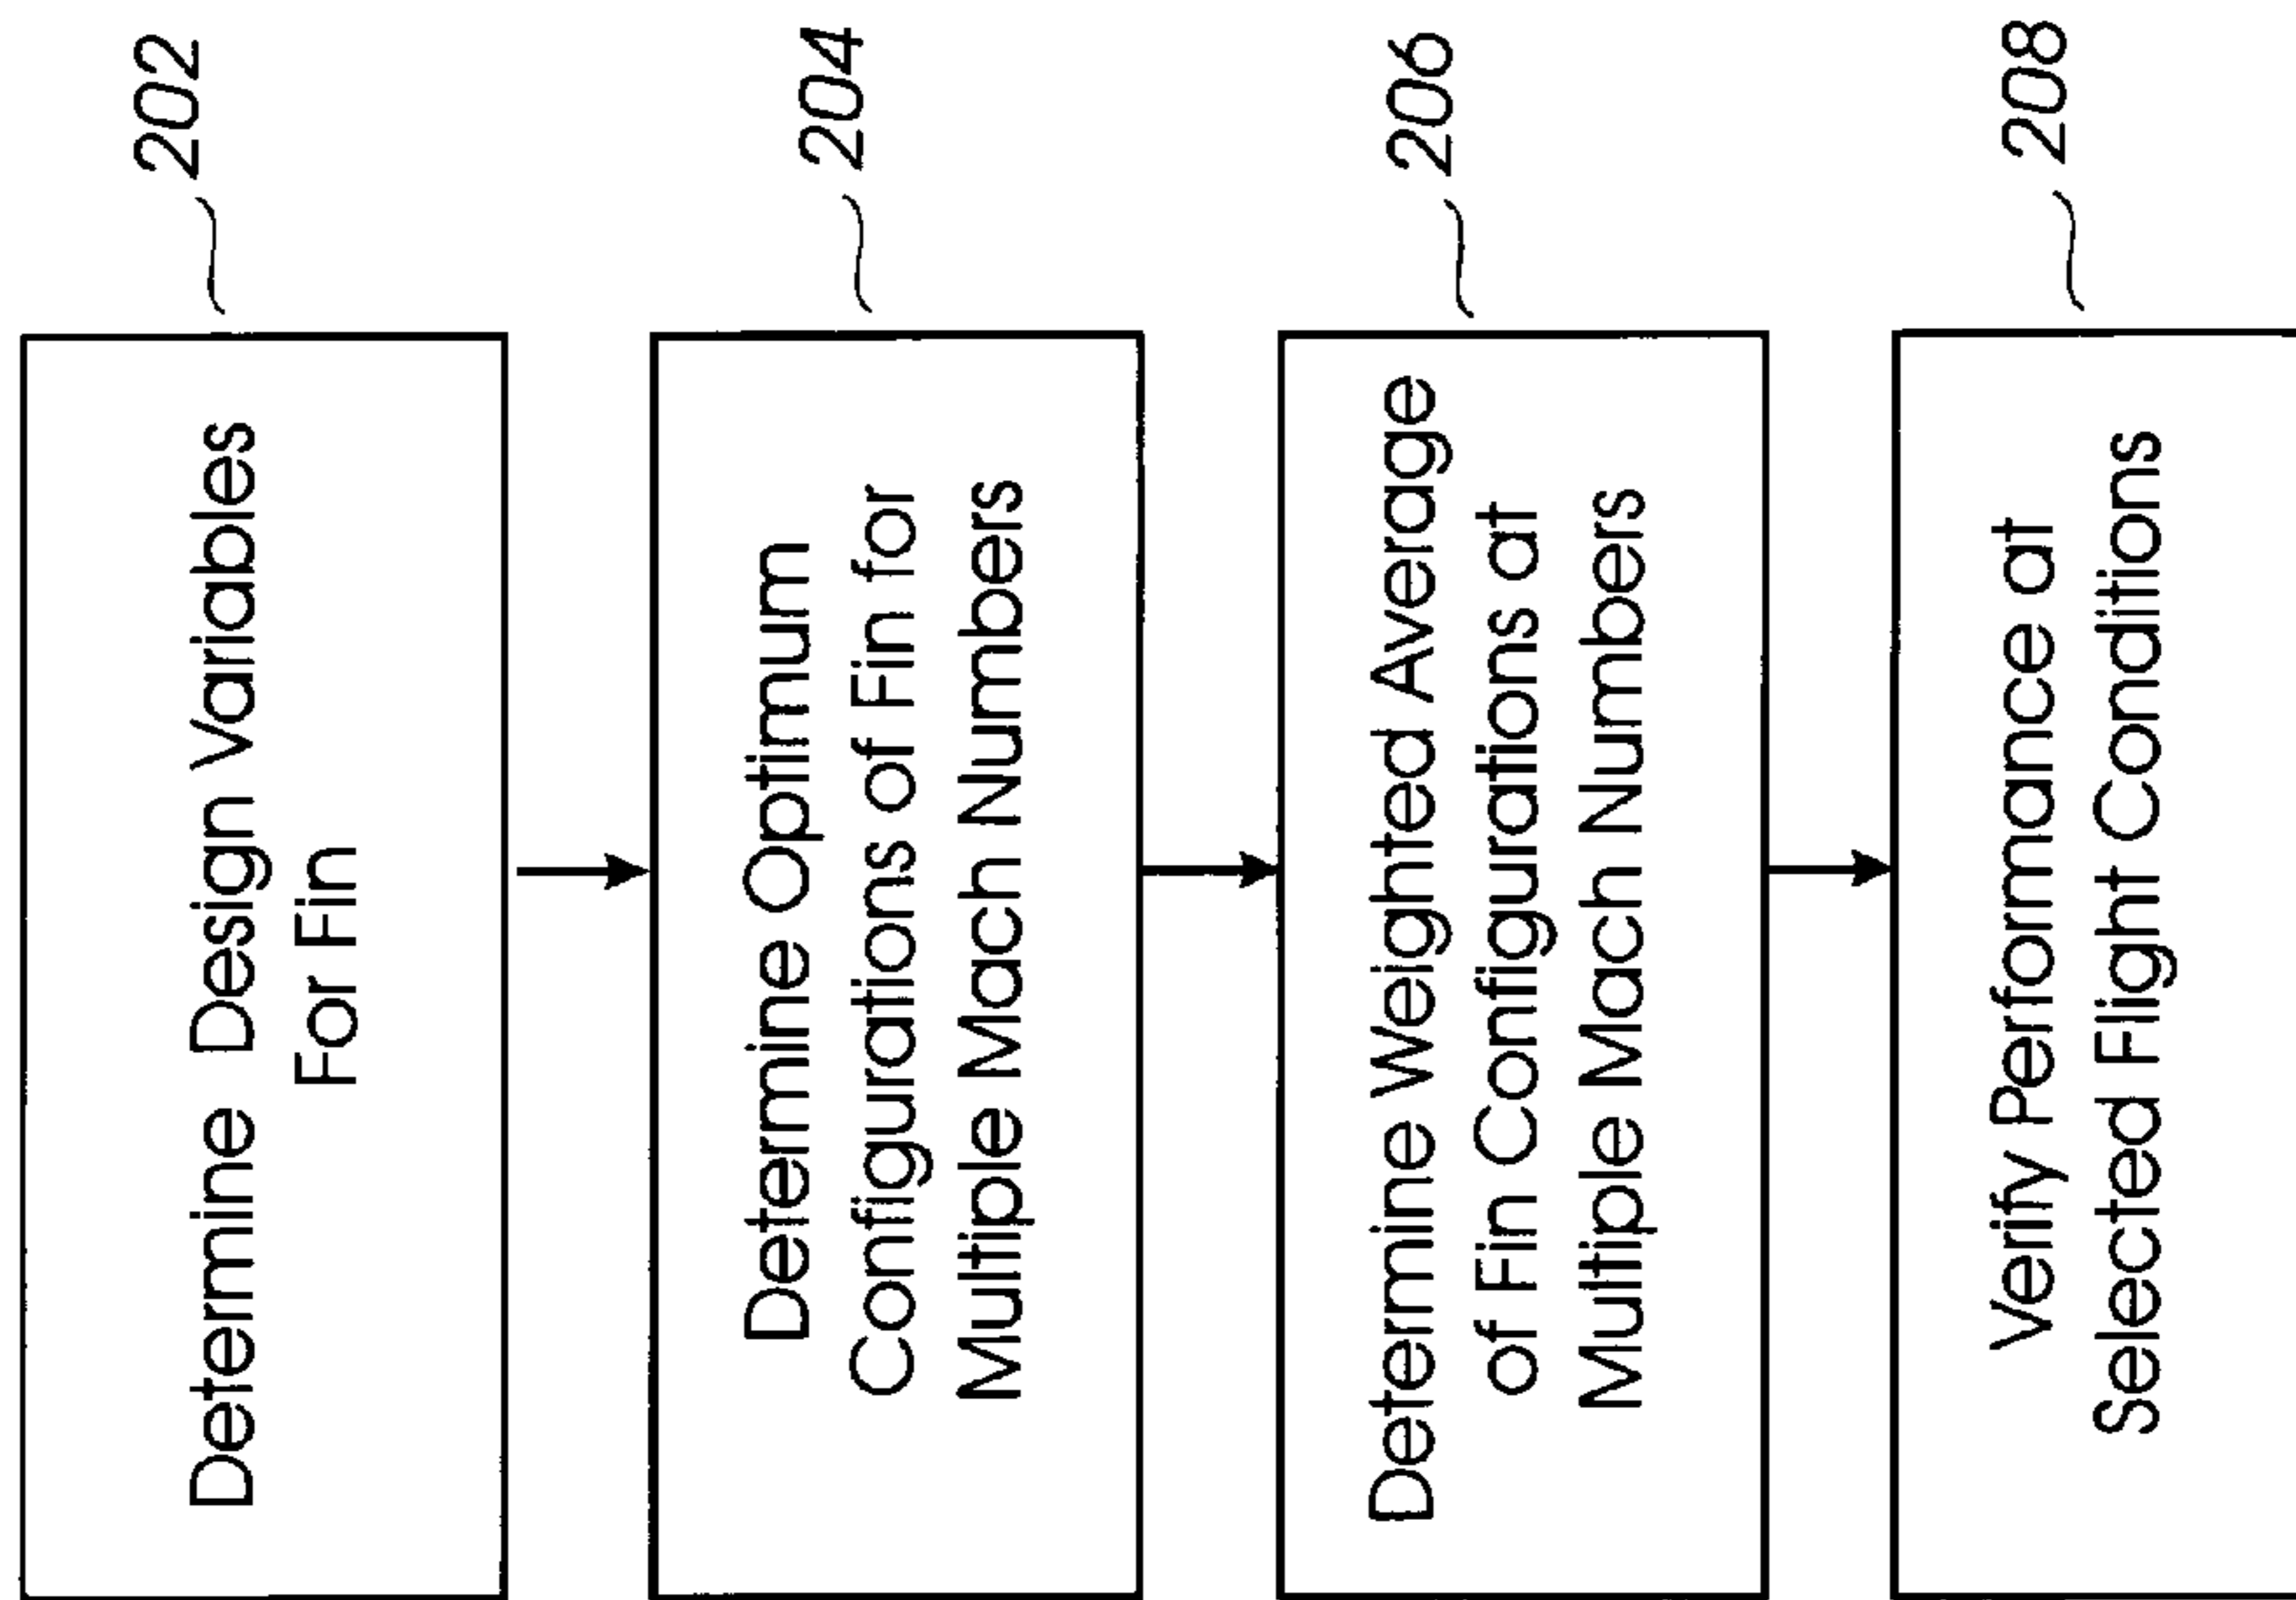 Determine Design Variables
For Fin
202
Determine Optimum
Configurations of Fin for
Multiple Mach Numbers
204
Determine Weighted Average
of Fin Configurations at
Multiple Mach Numbers
206
Verify Performance at
Selected Flight Conditions
208